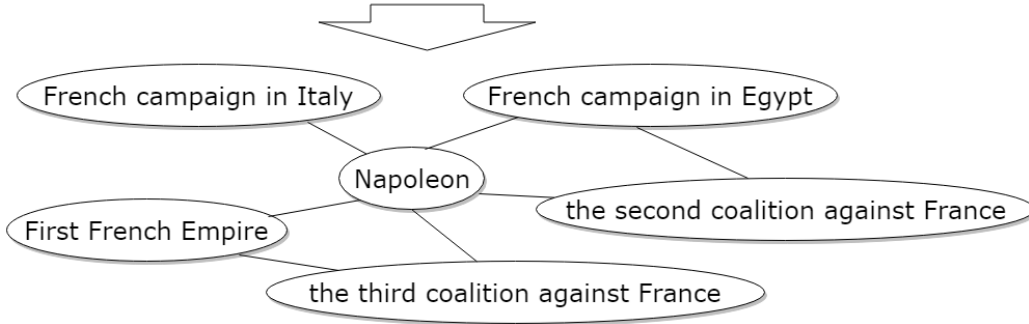 French campaign in Italy
French campaign in Egypt
Napoleon
the second coalition against France
First French Empire
the third coalition against France